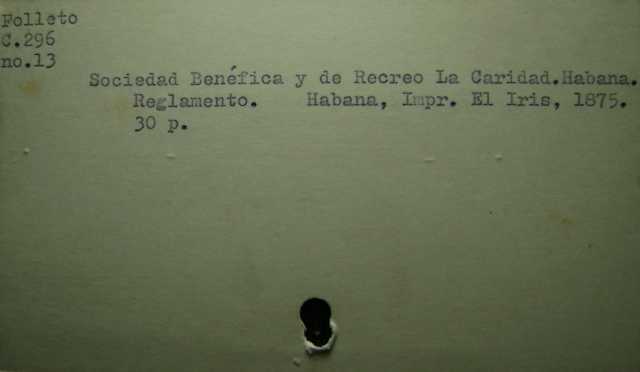 Folleto
C.296
no.13
Sociedad Benéfica y de Recreo La Caridad.Habana.
Reglamento. Habana, Impr. El Iris, 1875.
30 p.